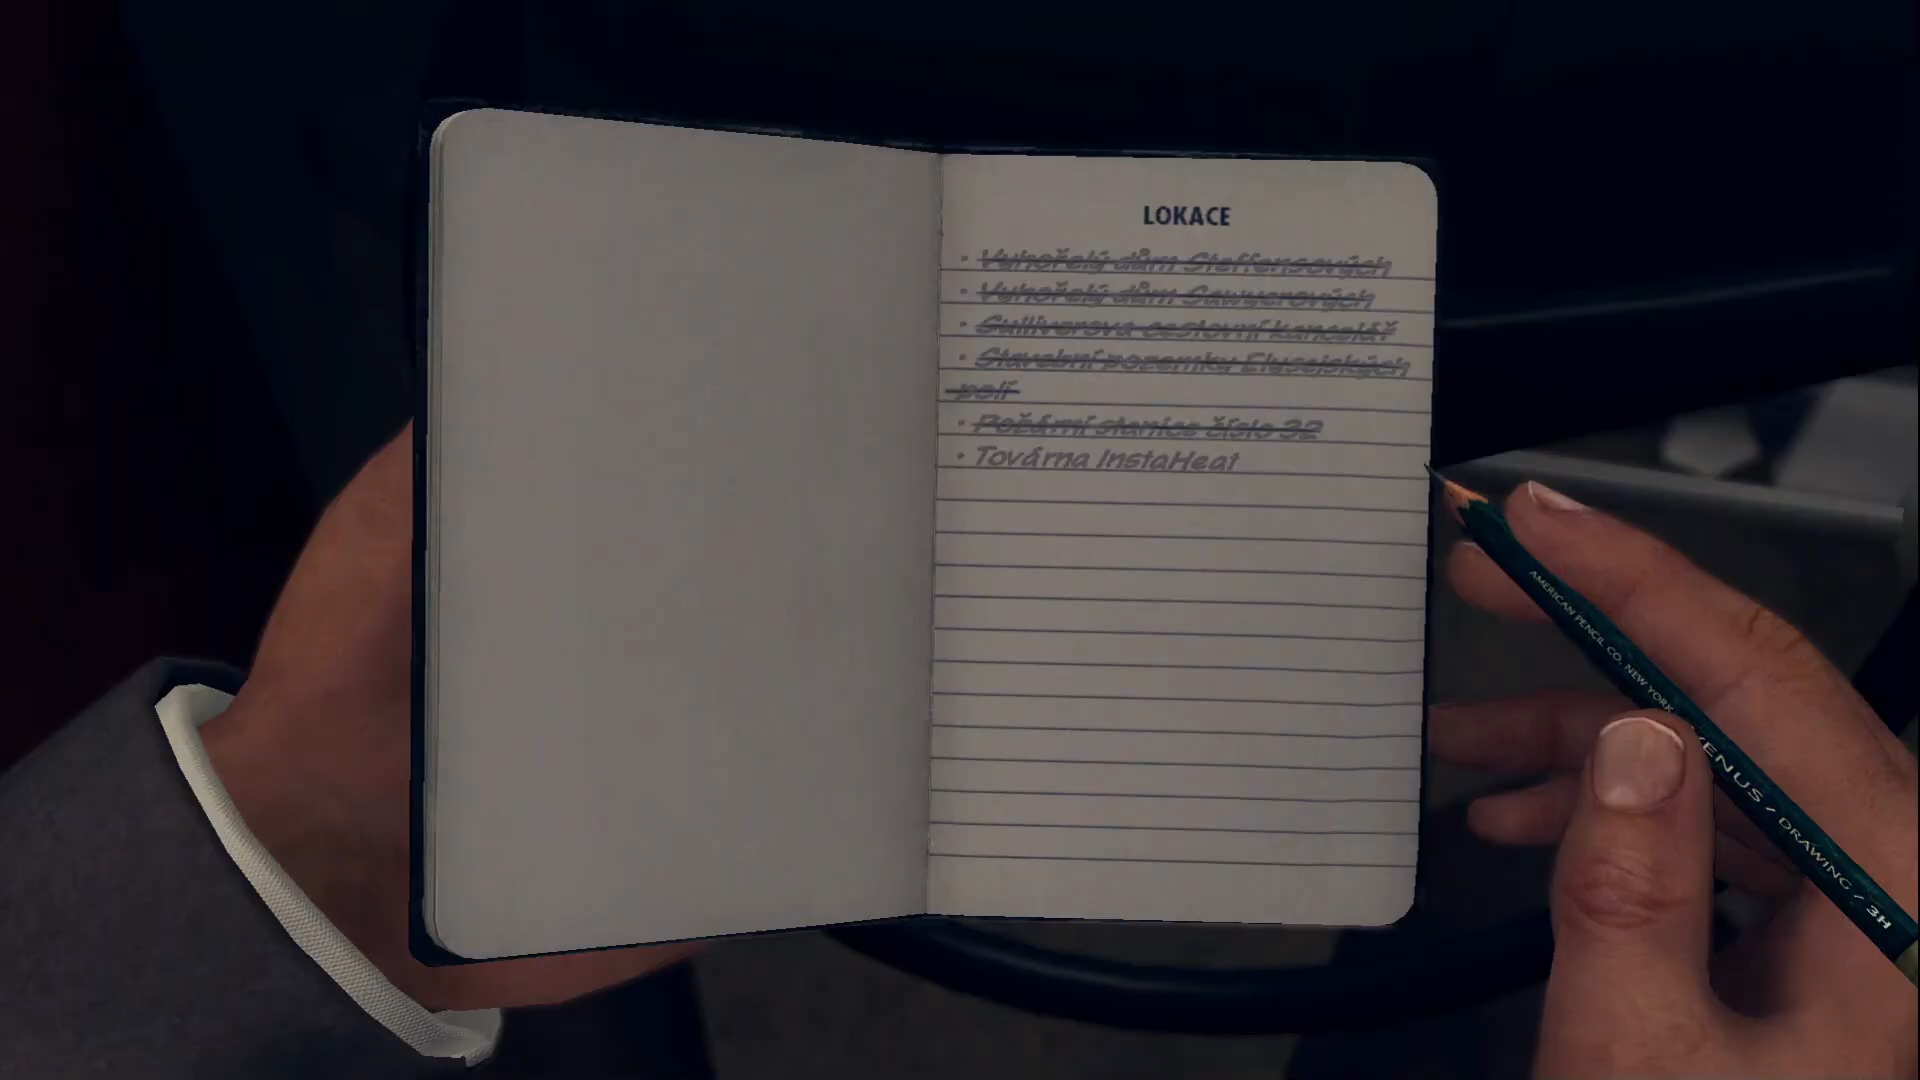 LOKACE
• Vyhořelý dům Steffensových
• Vyhořelý dům Sawyerových
• Gulliverova cestovní kancelář
• Stavební pozemky Elysejských
polí
• Požární stanice číslo 32
• Továrna InstaHeat
AMERICAN PENCIL CO. NEW YORK VENUS / DRAWING / 3H